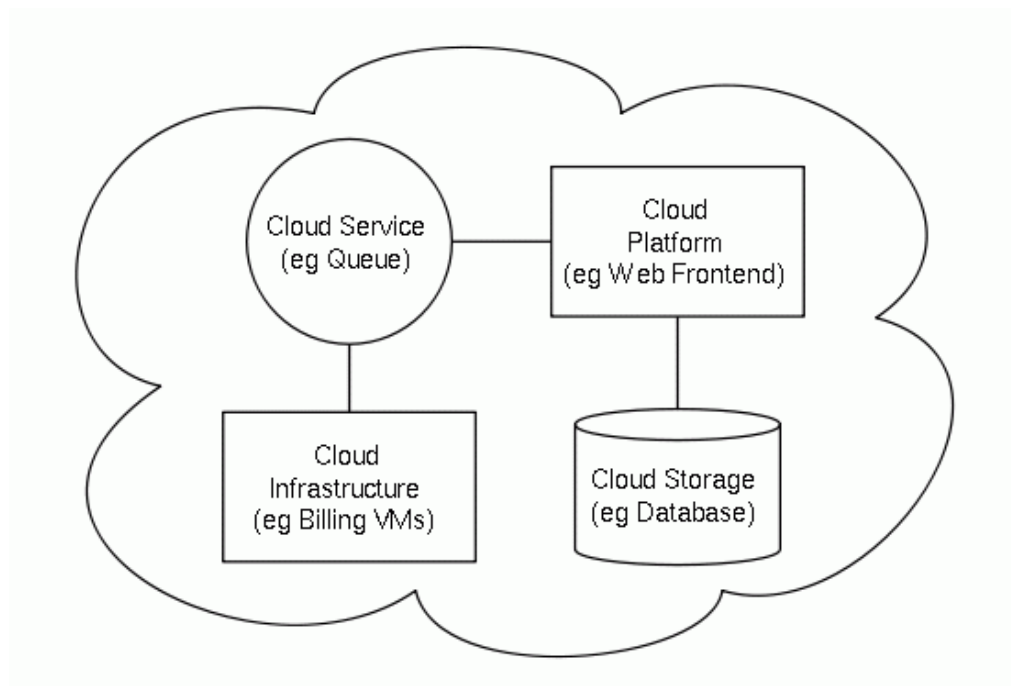 Cloud Service
(eg Queue)
Cloud
Platform
(eg Web Frontend)
Cloud
Infrastructure
(eg Billing VMs)
Cloud Storage
(eg Database)